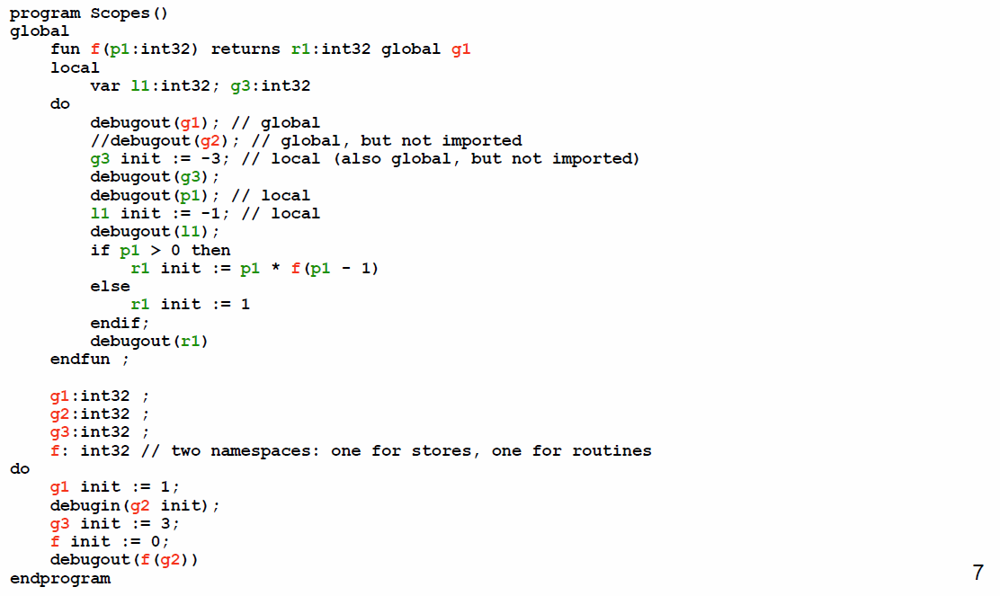 program Scopes()
global
    fun f(p1:int32) returns r1:int32 global g1
    local
        var l1:int32; g3:int32
    do
        debugout(g1); // global
        //debugout(g2); // global, but not imported
        g3 init := -3; // local (also global, but not imported)
        debugout(g3);
        debugout(p1); // local
        l1 init := -1; // local
        debugout(l1);
        if p1 > 0 then
            r1 init := p1 * f(p1 - 1)
        else
            r1 init := 1
        endif;
        debugout(r1)
    endfun ;

    g1:int32 ;
    g2:int32 ;
    g3:int32 ;
    f: int32 // two namespaces: one for stores, one for routines
do
    g1 init := 1;
    debugin(g2 init);
    g3 init := 3;
    f init := 0;
    debugout(f(g2))
endprogram
7